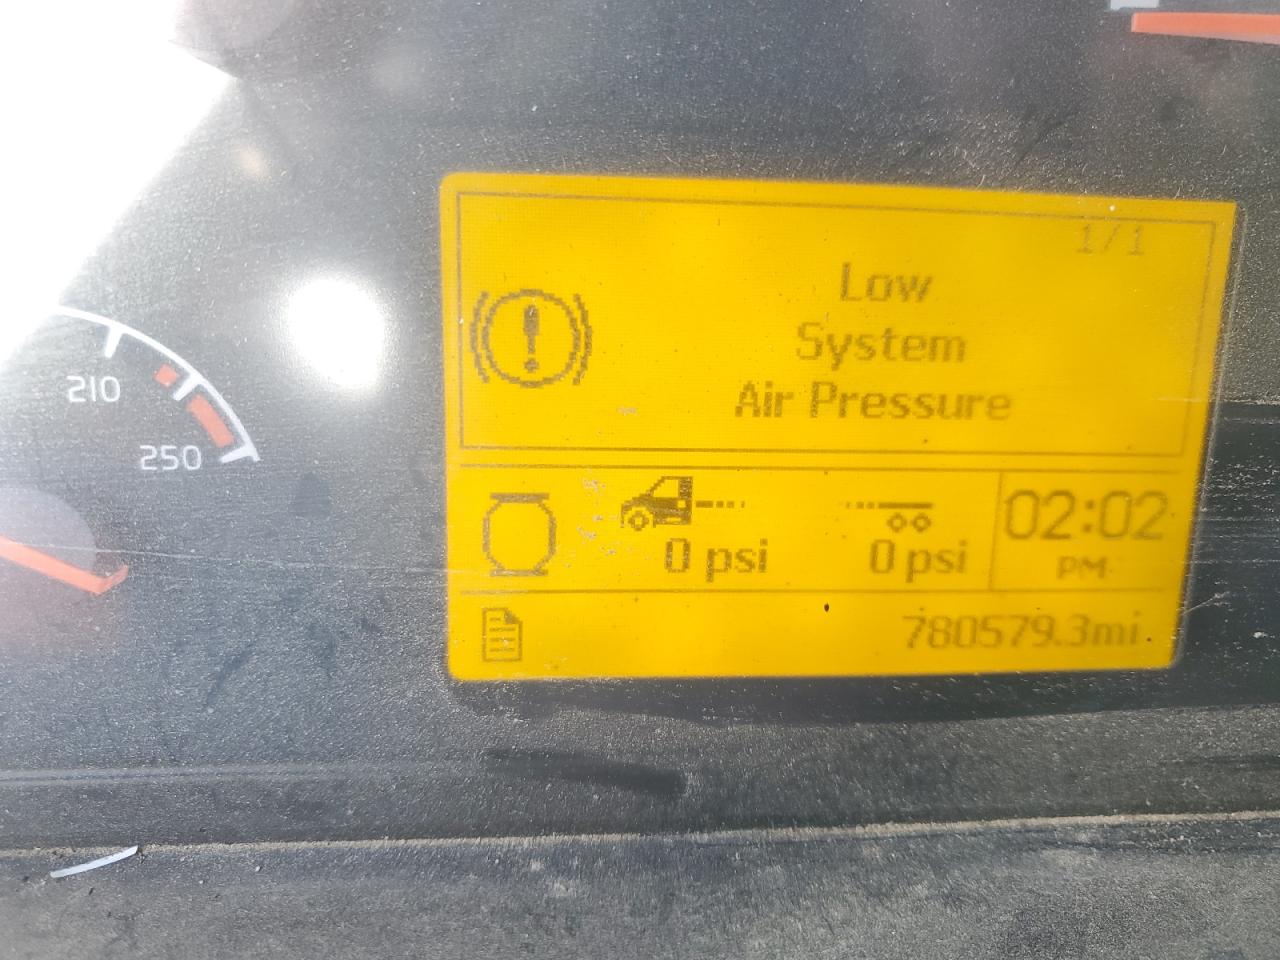 1/1
Low
System
Air Pressure
0 psi 0 psi 02:02
PM
780579.3mi
210
250